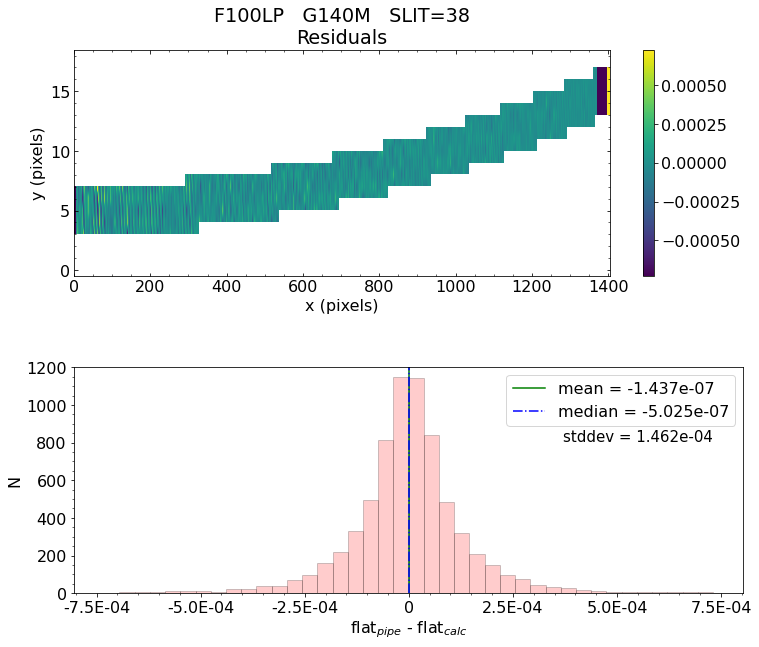 F100LP G140M SLIT=38
Residuals
y (pixels)
15
10
5
0
0 200 400 600 800 1000 1200 1400
x (pixels)
0.00050
0.00025
0.00000
−0.00025
−0.00050
N
1200
1000
800
600
400
200
0
mean = -1.437e-07
median = -5.025e-07
stddev = 1.462e-04
-7.5E-04 -5.0E-04 -2.5E-04 0 2.5E-04 5.0E-04 7.5E-04
flat_pipe - flat_calc